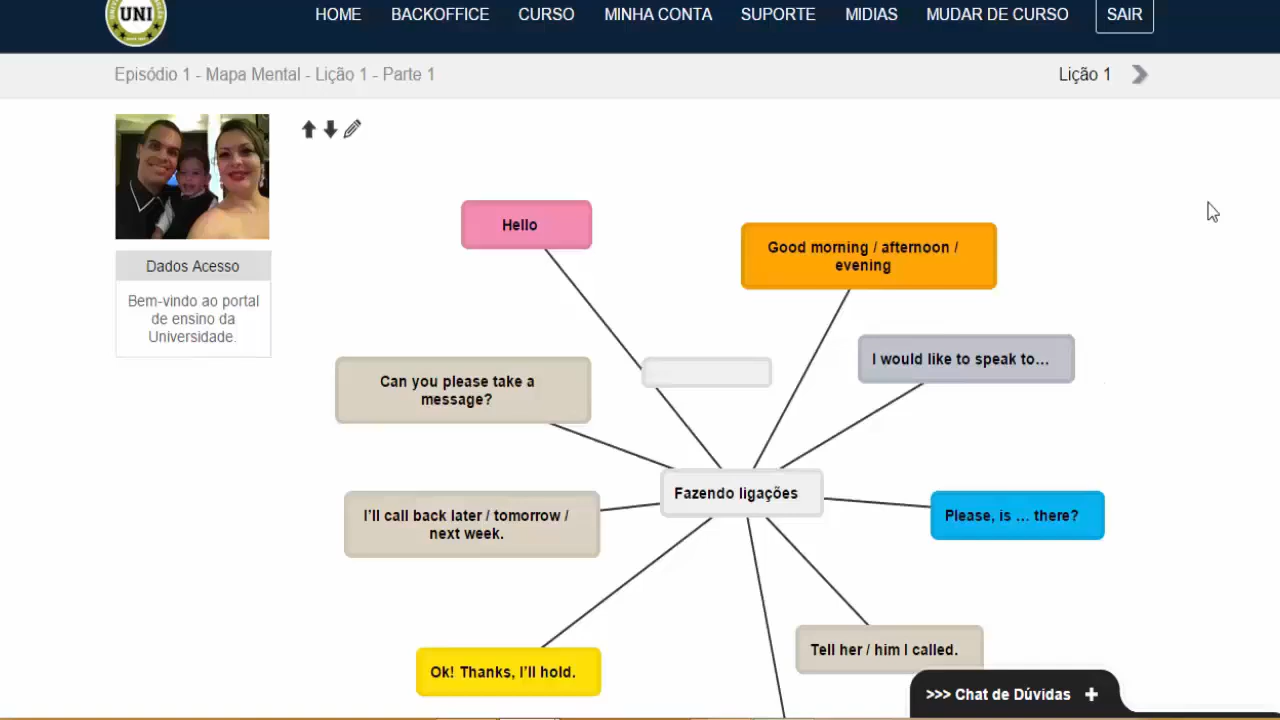 UNI
HOME BACKOFFICE CURSO MINHA CONTA SUPORTE MIDIAS MUDAR DE CURSO SAIR
Episódio 1 - Mapa Mental - Lição 1 - Parte 1
Lição 1
Dados Acesso
Bem-vindo ao portal
de ensino da
Universidade.
Hello
Good morning / afternoon /
evening
I would like to speak to...
Can you please take a
message?
Fazendo ligações
I'll call back later / tomorrow /
next week.
Please, is ... there?
Tell her / him I called.
Ok! Thanks, I'll hold.
>>> Chat de Dúvidas +